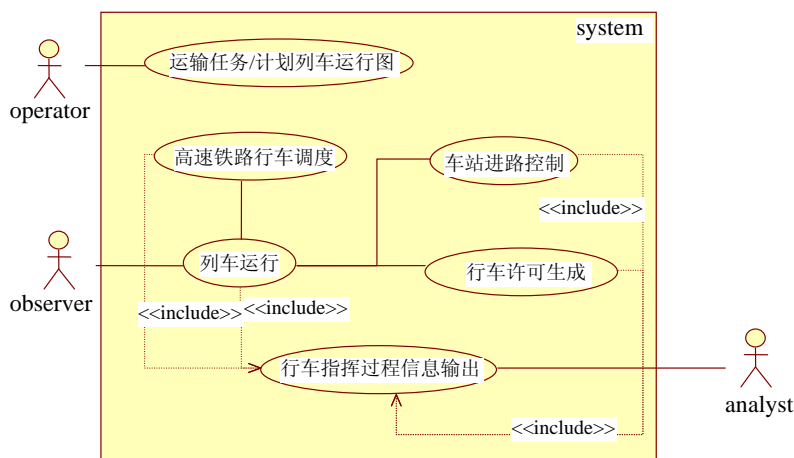 system
运输任务/计划列车运行图
operator
高速铁路行车调度
车站进路控制
<<include>>
列车运行
行车许可生成
observer
<<include>>
<<include>>
行车指挥过程信息输出
analyst
<<include>>